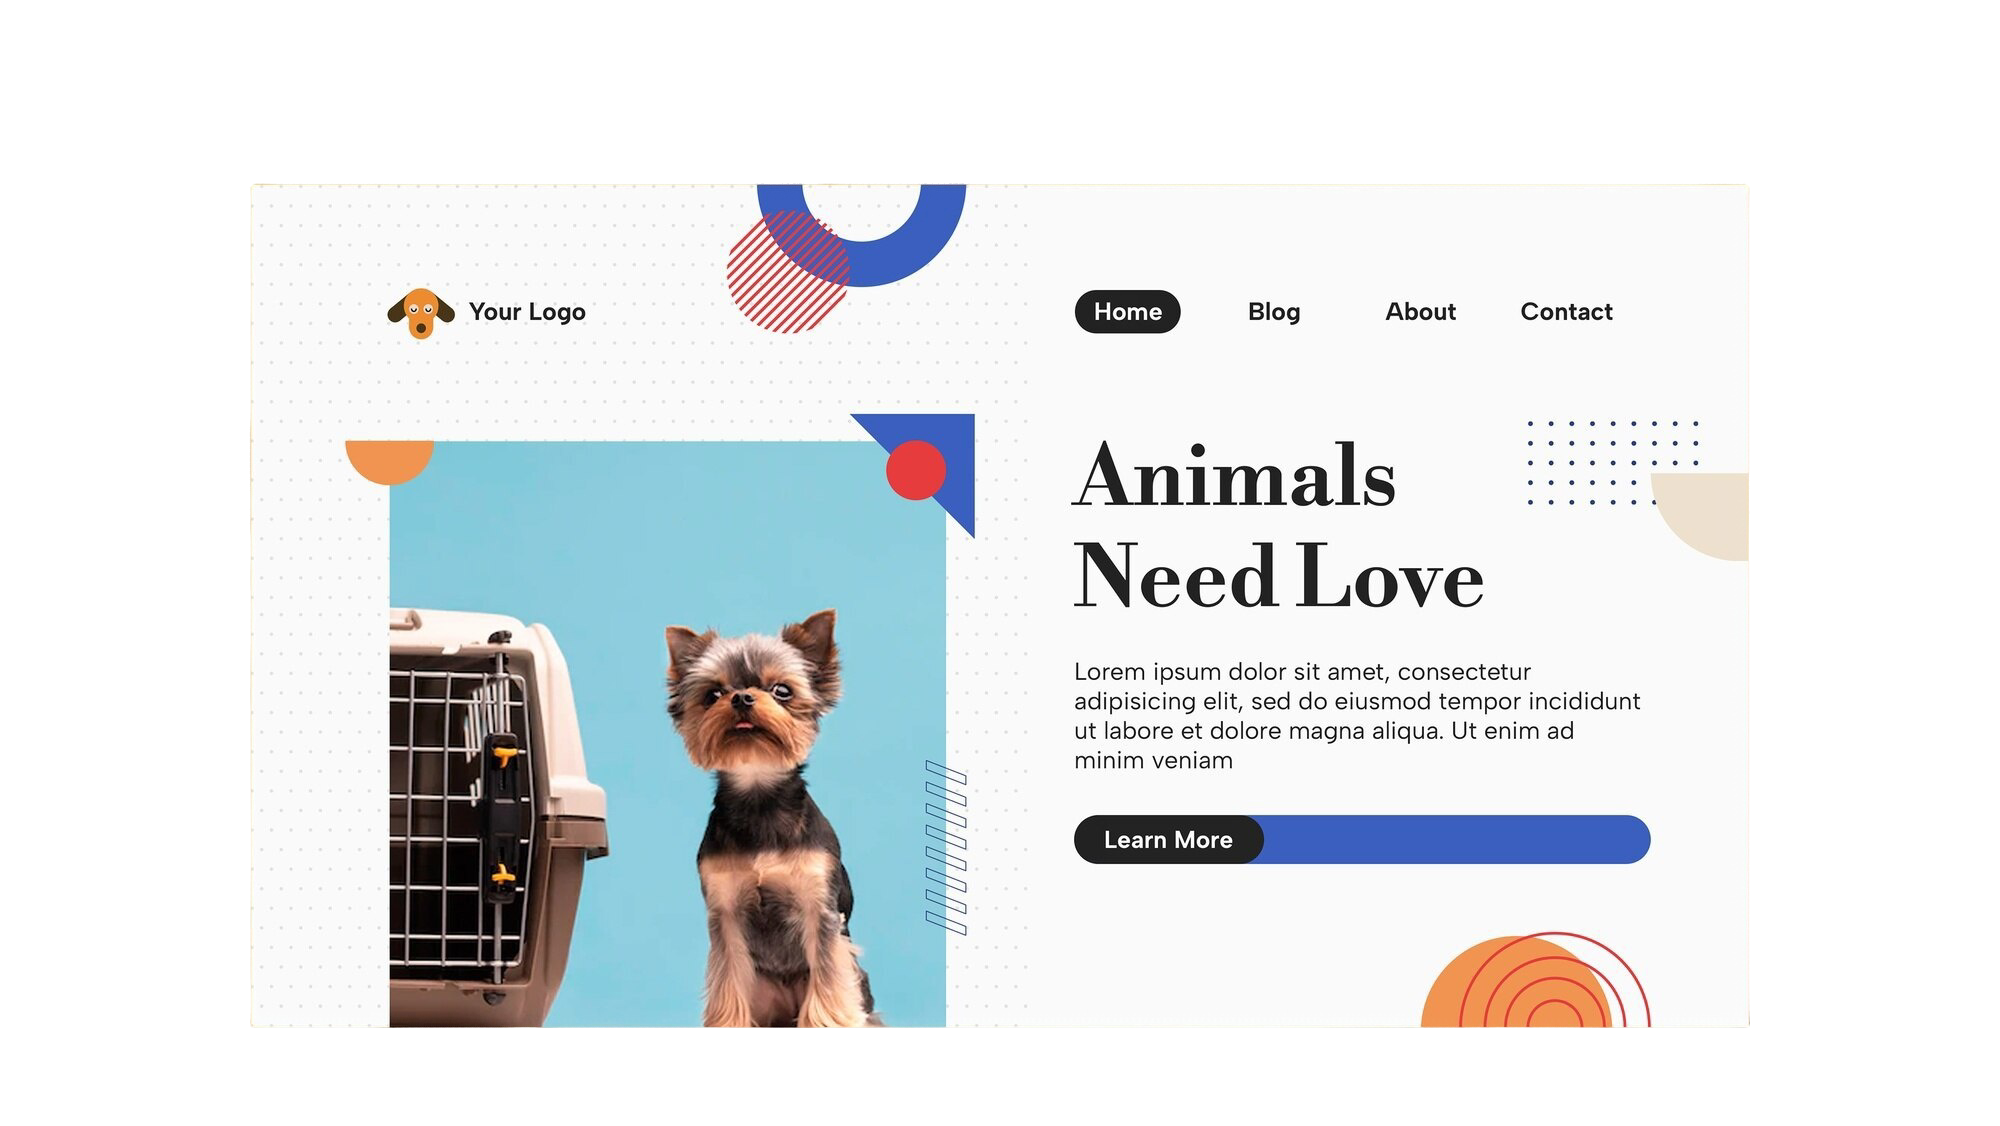 Your Logo
Home Blog About Contact
Animals
Need Love
Lorem ipsum dolor sit amet, consectetur
adipisicing elit, sed do eiusmod tempor incididunt
ut labore et dolore magna aliqua. Ut enim ad
minim veniam
Learn More